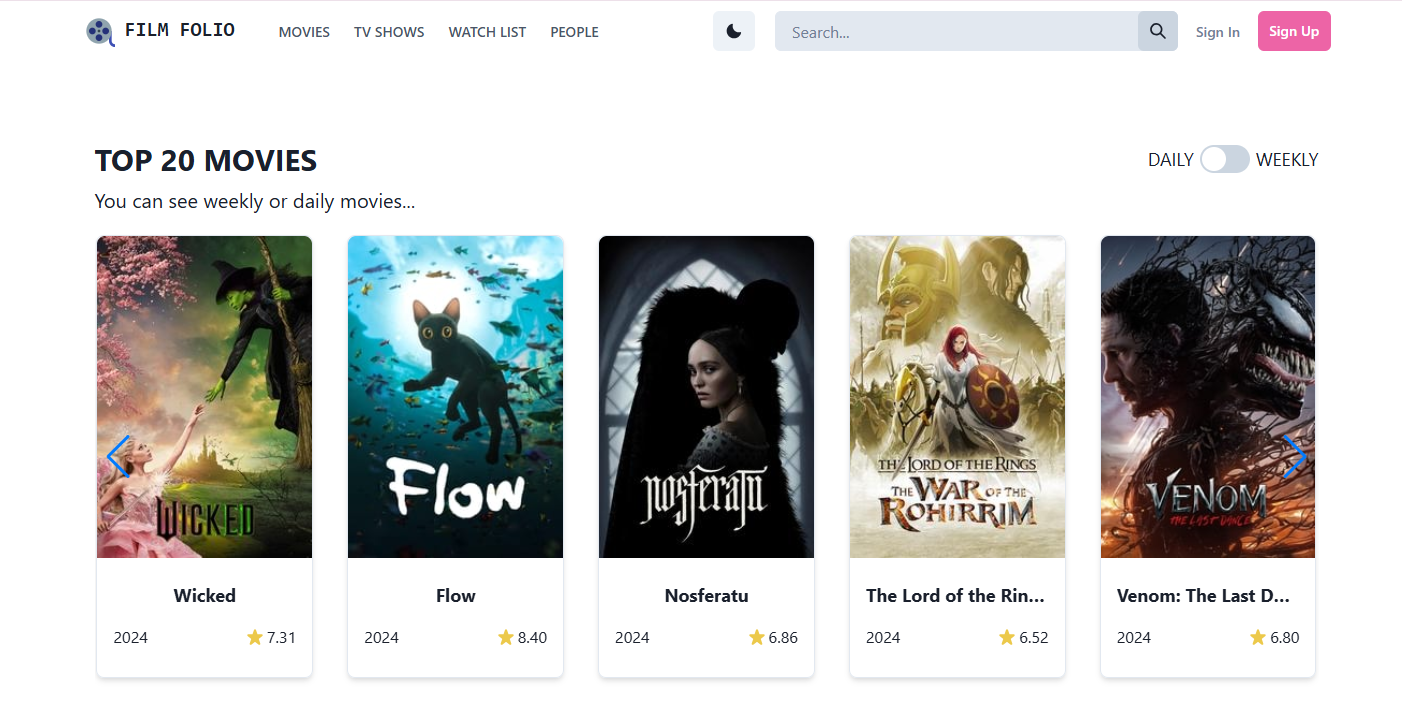 FILM FOLIO MOVIES TV SHOWS WATCH LIST PEOPLE Search... Sign In Sign Up
TOP 20 MOVIES
DAILY WEEKLY
You can see weekly or daily movies...
WICKED
Flow
nosferatu
THE LORD OF THE RINGS
THE WAR OF THE
ROHIRRIM
VENOM
THE LAST DANCE
Wicked
2024 7.31
Flow
2024 8.40
Nosferatu
2024 6.86
The Lord of the Rin...
2024 6.52
Venom: The Last D...
2024 6.80